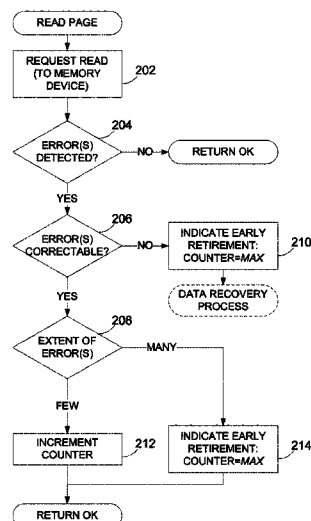 READ PAGE
REQUEST READ
(TO MEMORY
DEVICE)
202
204
ERROR(S)
DETECTED?
NO
RETURN OK
YES
206
ERROR(S)
CORRECTABLE?
NO
INDICATE EARLY
RETIREMENT:
COUNTER=MAX
210
DATA RECOVERY
PROCESS
YES
208
EXTENT OF
ERROR(S)
MANY
FEW
INCREMENT
COUNTER
212
INDICATE EARLY
RETIREMENT:
COUNTER=MAX
214
RETURN OK